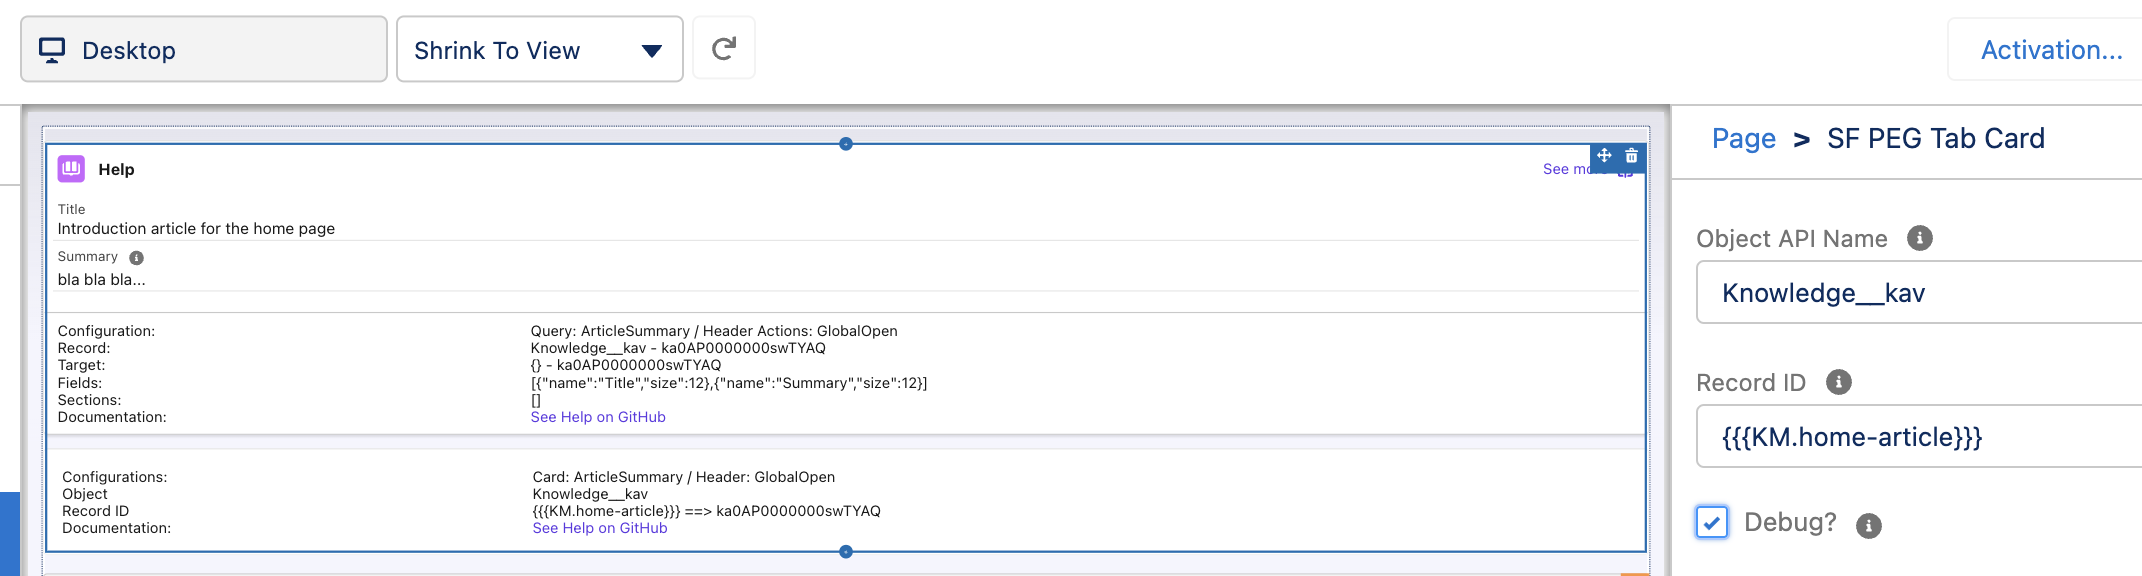 Desktop
Shrink To View
Activation...
Help
See mo
Title
Introduction article for the home page
Summary
bla bla bla...
Configuration: Query: ArticleSummary / Header Actions: GlobalOpen
Record: Knowledge__kav - ka0AP0000000swTYAQ
Target: {} - ka0AP0000000swTYAQ
Fields: [{"name":"Title","size":12},{"name":"Summary","size":12}]
Sections: []
Documentation: See Help on GitHub
Configurations: Card: ArticleSummary / Header: GlobalOpen
Object Knowledge__kav
Record ID {{{KM.home-article}}} ==> ka0AP0000000swTYAQ
Documentation: See Help on GitHub
Page > SF PEG Tab Card
Object API Name
Knowledge__kav
Record ID
{{{KM.home-article}}}
Debug?